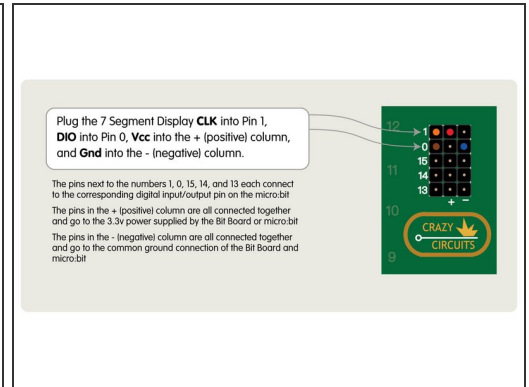 Plug the 7 Segment Display CLK into Pin 1,
DIO into Pin 0, Vcc into the + (positive) column,
and Gnd into the - (negative) column.
The pins next to the numbers 1, 0, 15, 14, and 13 each connect
to the corresponding digital input/output pin on the micro:bit
The pins in the + (positive) column are all connected together
and go to the 3.3v power supplied by the Bit Board or micro:bit
The pins in the - (negative) column are all connected together
and go to the common ground connection of the Bit Board and
micro:bit
12
1
0
15
11
14
13
+ -
10
CRAZY
CIRCUITS
9